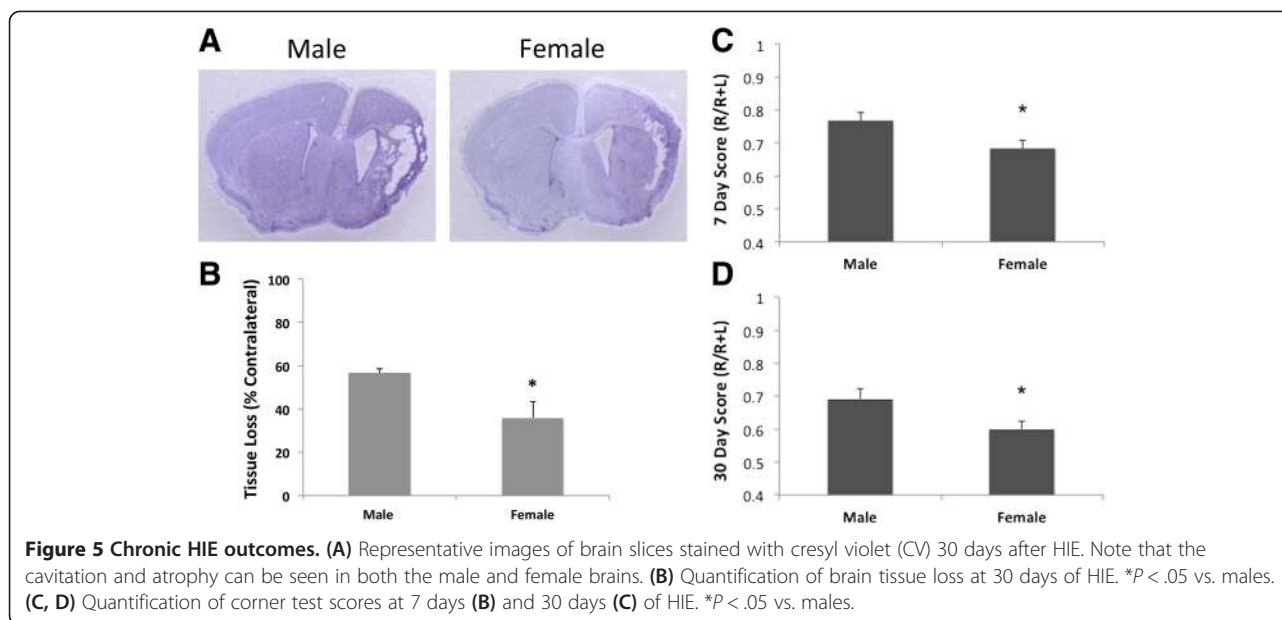 A
Male
Female
B
Tissue Loss (% Contralateral)
100
80
60
40
20
0
*
Male
Female
C
7 Day Score (R/R+L)
1
0.9
0.8
0.7
0.6
0.5
0.4
*
Male
Female
D
30 Day Score (R/R+L)
1
0.9
0.8
0.7
0.6
0.5
0.4
*
Male
Female
Figure 5 Chronic HIE outcomes. (A) Representative images of brain slices stained with cresyl violet (CV) 30 days after HIE. Note that the
cavitation and atrophy can be seen in both the male and female brains. (B) Quantification of brain tissue loss at 30 days of HIE. *P < .05 vs. males.
(C, D) Quantification of corner test scores at 7 days (B) and 30 days (C) of HIE. *P < .05 vs. males.